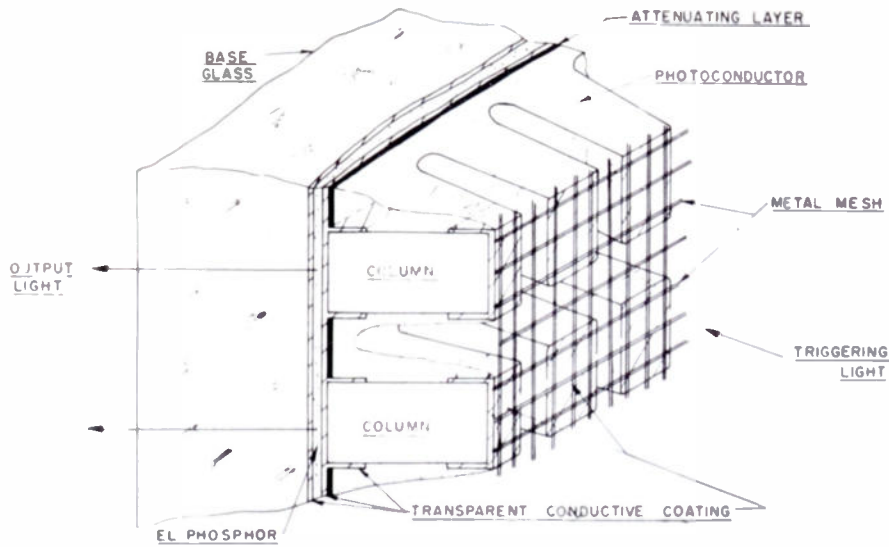 ATTENUATING LAYER
BASE
GLASS
PHOTOCONDUCTOR
METAL MESH
OUTPUT
LIGHT
COLUMN
TRIGGERING
LIGHT
COLUMN
TRANSPARENT CONDUCTIVE COATING
EL PHOSPHOR